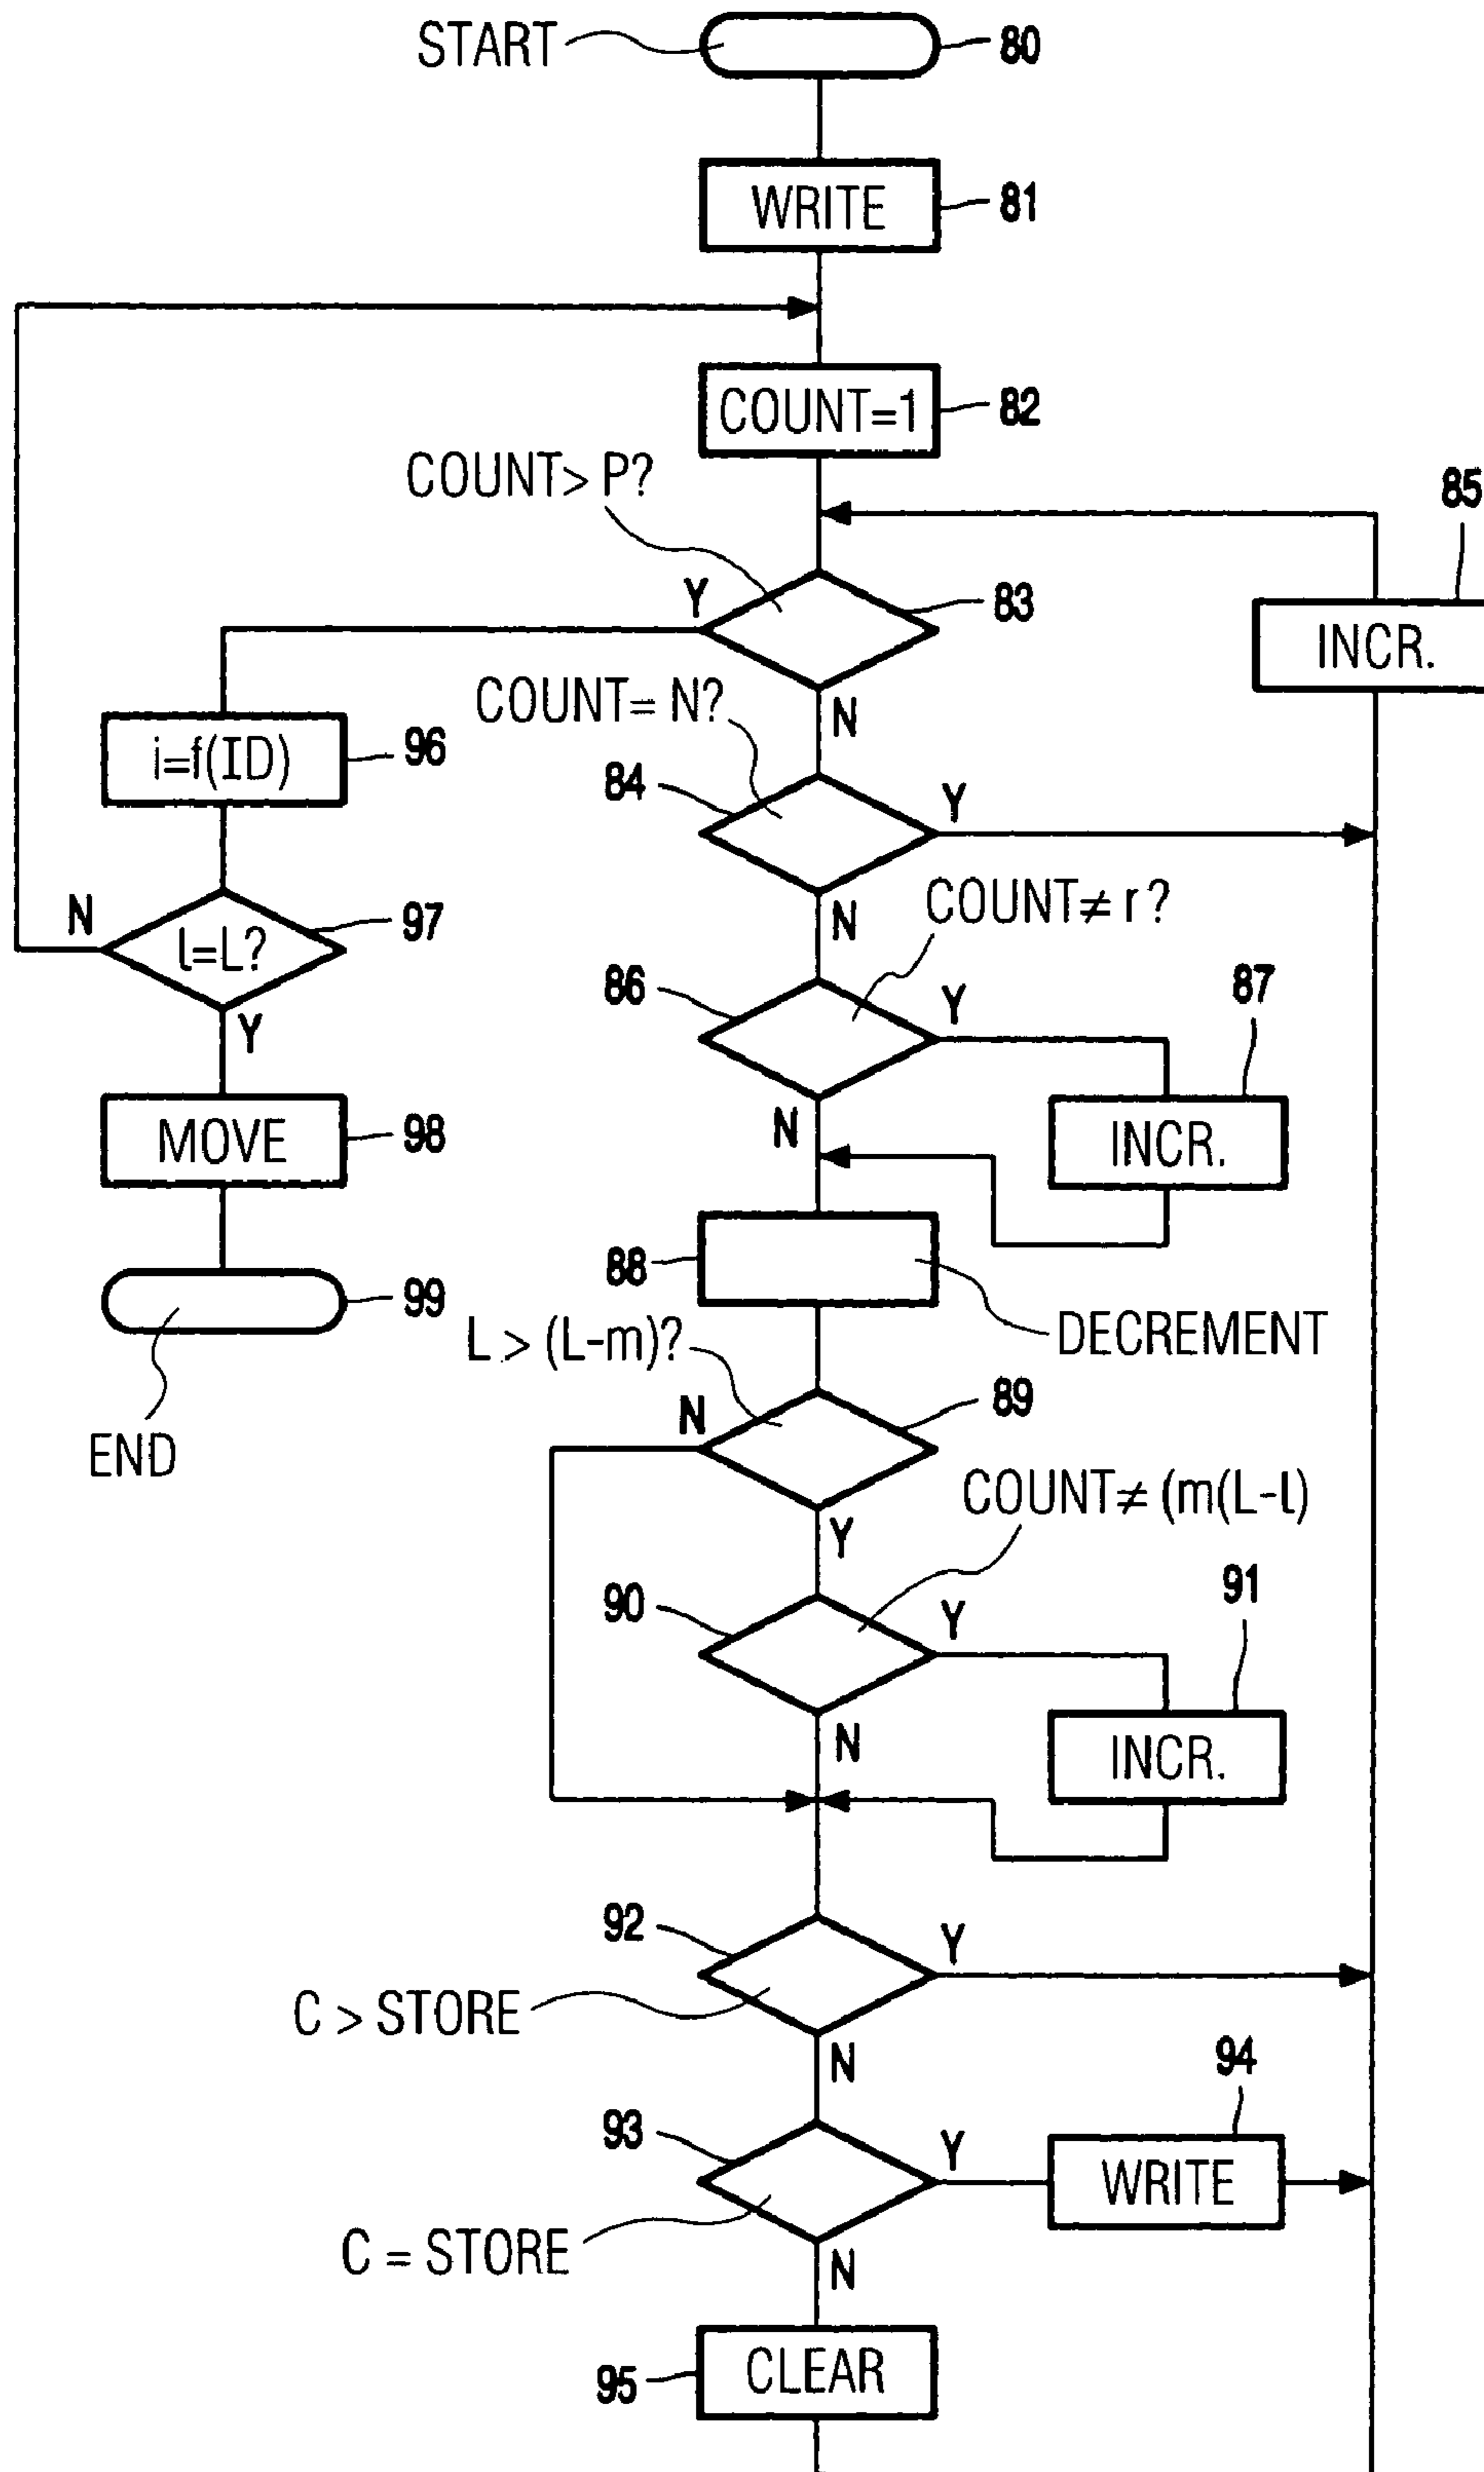 START
80
WRITE
81
COUNT=1
82
COUNT> P?
85
Y
83
INCR.
N
COUNT= N?
i=f(ID)
96
84
Y
N
COUNT≠ r?
N
l=L?
97
86
Y
87
Y
N
MOVE
98
INCR.
88
99
DECREMENT
L > (L-m)?
N
89
END
COUNT≠ (m(L-l)
Y
90
Y
91
N
INCR.
92
Y
C > STORE
N
94
93
Y
WRITE
C = STORE
N
95
CLEAR